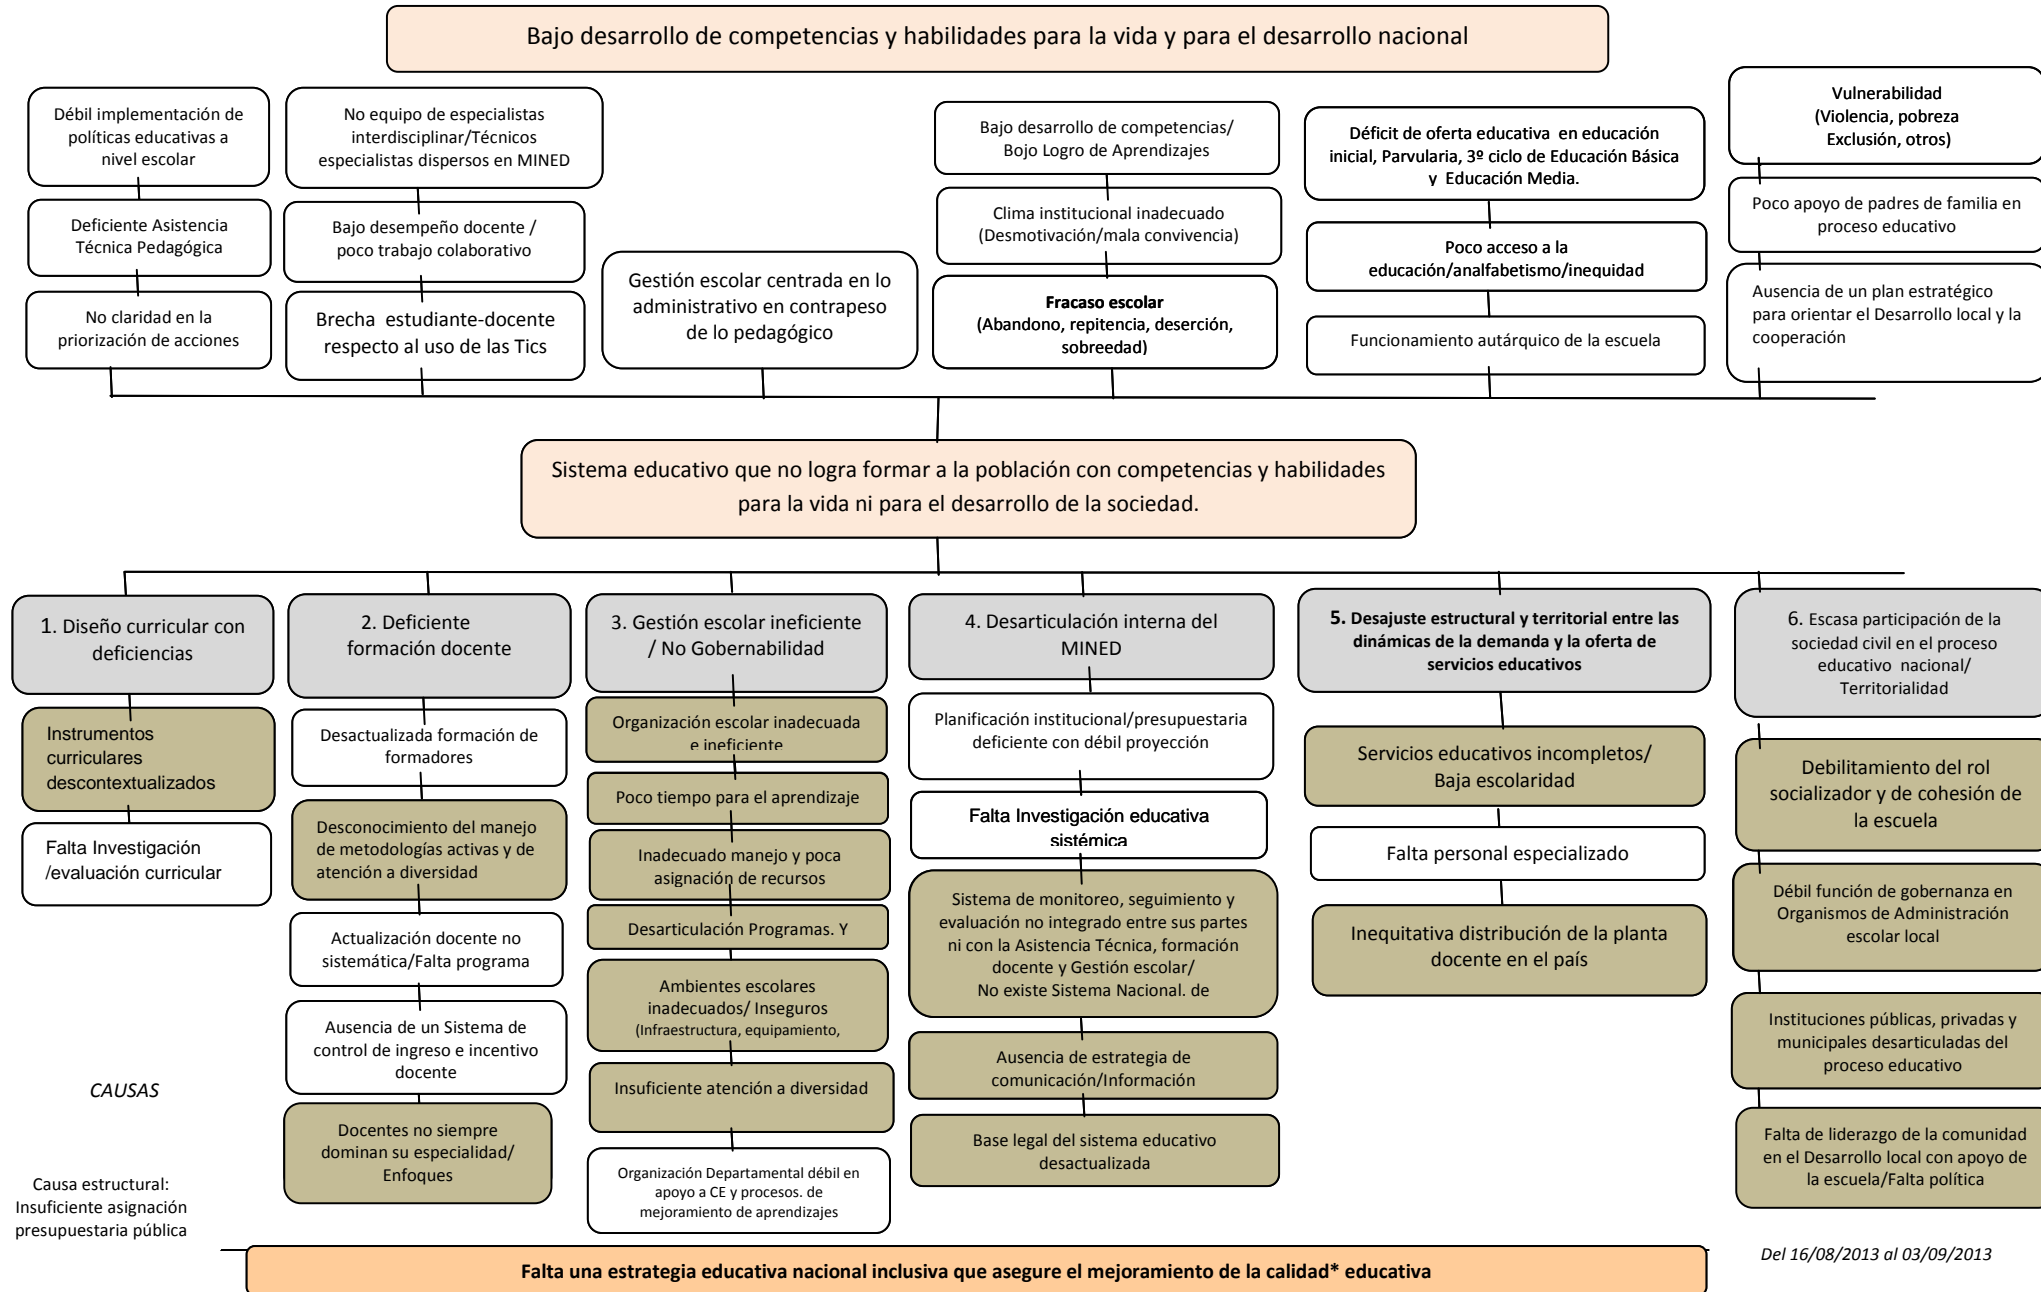 Bajo desarrollo de competencias y habilidades para la vida y para el desarrollo nacional
Débil implementación de
políticas educativas a
nivel escolar
Deficiente Asistencia
Técnica Pedagógica
No claridad en la
priorización de acciones
No equipo de especialistas
interdisciplinar/Técnicos
especialistas dispersos en MINED
Bajo desempeño docente /
poco trabajo colaborativo
Brecha estudiante-docente
respecto al uso de las Tics
Gestión escolar centrada en lo
administrativo en contrapeso
de lo pedagógico
Bajo desarrollo de competencias/
Bojo Logro de Aprendizajes
Clima institucional inadecuado
(Desmotivación/mala convivencia)
Fracaso escolar
(Abandono, repitencia, deserción,
sobreedad)
Déficit de oferta educativa en educación
inicial, Parvularia, 3º ciclo de Educación Básica
y Educación Media.
Poco acceso a la
educación/analfabetismo/inequidad
Funcionamiento autárquico de la escuela
Vulnerabilidad
(Violencia, pobreza
Exclusión, otros)
Poco apoyo de padres de familia en
proceso educativo
Ausencia de un plan estratégico
para orientar el Desarrollo local y la
cooperación
Sistema educativo que no logra formar a la población con competencias y habilidades
para la vida ni para el desarrollo de la sociedad.
1. Diseño curricular con
deficiencias
Instrumentos
curriculares
descontextualizados
Falta Investigación
/evaluación curricular
2. Deficiente
formación docente
Desactualizada formación de
formadores
Desconocimiento del manejo
de metodologías activas y de
atención a diversidad
Actualización docente no
sistemática/Falta programa
Ausencia de un Sistema de
control de ingreso e incentivo
docente
Docentes no siempre
dominan su especialidad/
Enfoques
3. Gestión escolar ineficiente
/ No Gobernabilidad
Organización escolar inadecuada
e ineficiente
Poco tiempo para el aprendizaje
Inadecuado manejo y poca
asignación de recursos
Desarticulación Programas. Y
Ambientes escolares
inadecuados/ Inseguros
(Infraestructura, equipamiento,
Insuficiente atención a diversidad
Organización Departamental débil en
apoyo a CE y procesos. de
mejoramiento de aprendizajes
4. Desarticulación interna del
MINED
Planificación institucional/presupuestaria
deficiente con débil proyección
Falta Investigación educativa
sistémica
Sistema de monitoreo, seguimiento y
evaluación no integrado entre sus partes
ni con la Asistencia Técnica, formación
docente y Gestión escolar/
No existe Sistema Nacional. de
Ausencia de estrategia de
comunicación/Información
Base legal del sistema educativo
desactualizada
5. Desajuste estructural y territorial entre las
dinámicas de la demanda y la oferta de
servicios educativos
Servicios educativos incompletos/
Baja escolaridad
Falta personal especializado
Inequitativa distribución de la planta
docente en el país
6. Escasa participación de la
sociedad civil en el proceso
educativo nacional/
Territorialidad
Debilitamiento del rol
socializador y de cohesión de
la escuela
Débil función de gobernanza en
Organismos de Administración
escolar local
Instituciones públicas, privadas y
municipales desarticuladas del
proceso educativo
Falta de liderazgo de la comunidad
en el Desarrollo local con apoyo de
la escuela/Falta política
CAUSAS
Causa estructural:
Insuficiente asignación
presupuestaria pública
Falta una estrategia educativa nacional inclusiva que asegure el mejoramiento de la calidad* educativa
Del 16/08/2013 al 03/09/2013